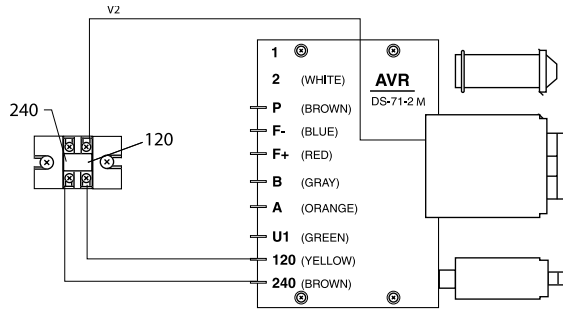 V2
1
2 (WHITE)
AVR
DS-71-2 M
P (BROWN)
F- (BLUE)
F+ (RED)
B (GRAY)
A (ORANGE)
U1 (GREEN)
120 (YELLOW)
240 (BROWN)
240
120